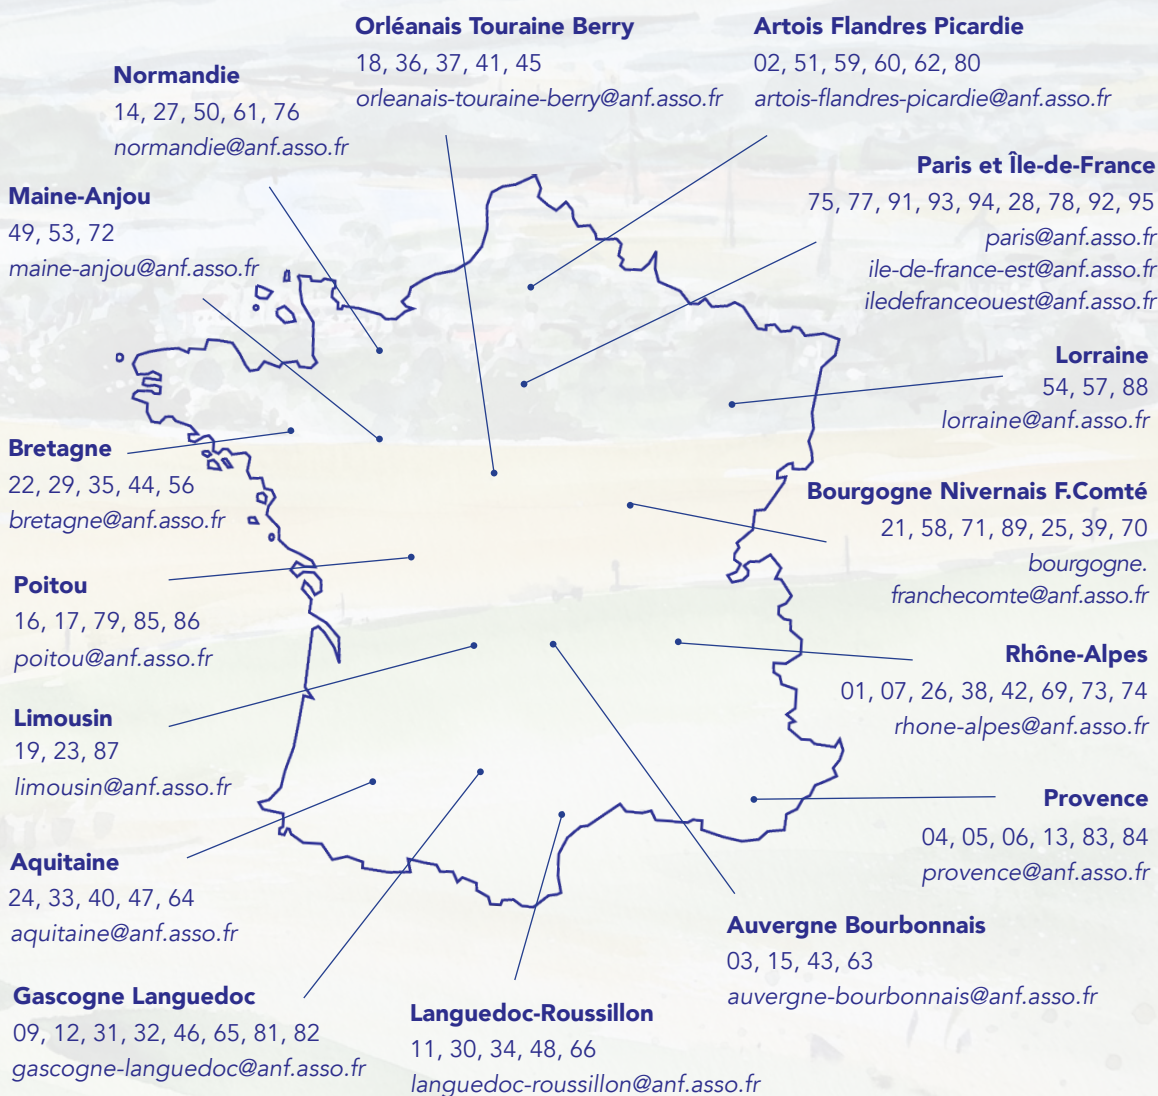 Orléanais Touraine Berry
18, 36, 37, 41, 45
orleanais-touraine-berry@anf.asso.fr
Artois Flandres Picardie
02, 51, 59, 60, 62, 80
artois-flandres-picardie@anf.asso.fr
Normandie
14, 27, 50, 61, 76
normandie@anf.asso.fr
Paris et Île-de-France
75, 77, 91, 93, 94, 28, 78, 92, 95
paris@anf.asso.fr
ile-de-france-est@anf.asso.fr
iledefranceouest@anf.asso.fr
Maine-Anjou
49, 53, 72
maine-anjou@anf.asso.fr
Lorraine
54, 57, 88
lorraine@anf.asso.fr
Bretagne
22, 29, 35, 44, 56
bretagne@anf.asso.fr
Bourgogne Nivernais F.Comté
21, 58, 71, 89, 25, 39, 70
bourgogne.
franchecomte@anf.asso.fr
Poitou
16, 17, 79, 85, 86
poitou@anf.asso.fr
Rhône-Alpes
01, 07, 26, 38, 42, 69, 73, 74
rhone-alpes@anf.asso.fr
Limousin
19, 23, 87
limousin@anf.asso.fr
Provence
04, 05, 06, 13, 83, 84
provence@anf.asso.fr
Aquitaine
24, 33, 40, 47, 64
aquitaine@anf.asso.fr
Auvergne Bourbonnais
03, 15, 43, 63
auvergne-bourbonnais@anf.asso.fr
Gascogne Languedoc
09, 12, 31, 32, 46, 65, 81, 82
gascogne-languedoc@anf.asso.fr
Languedoc-Roussillon
11, 30, 34, 48, 66
languedoc-roussillon@anf.asso.fr